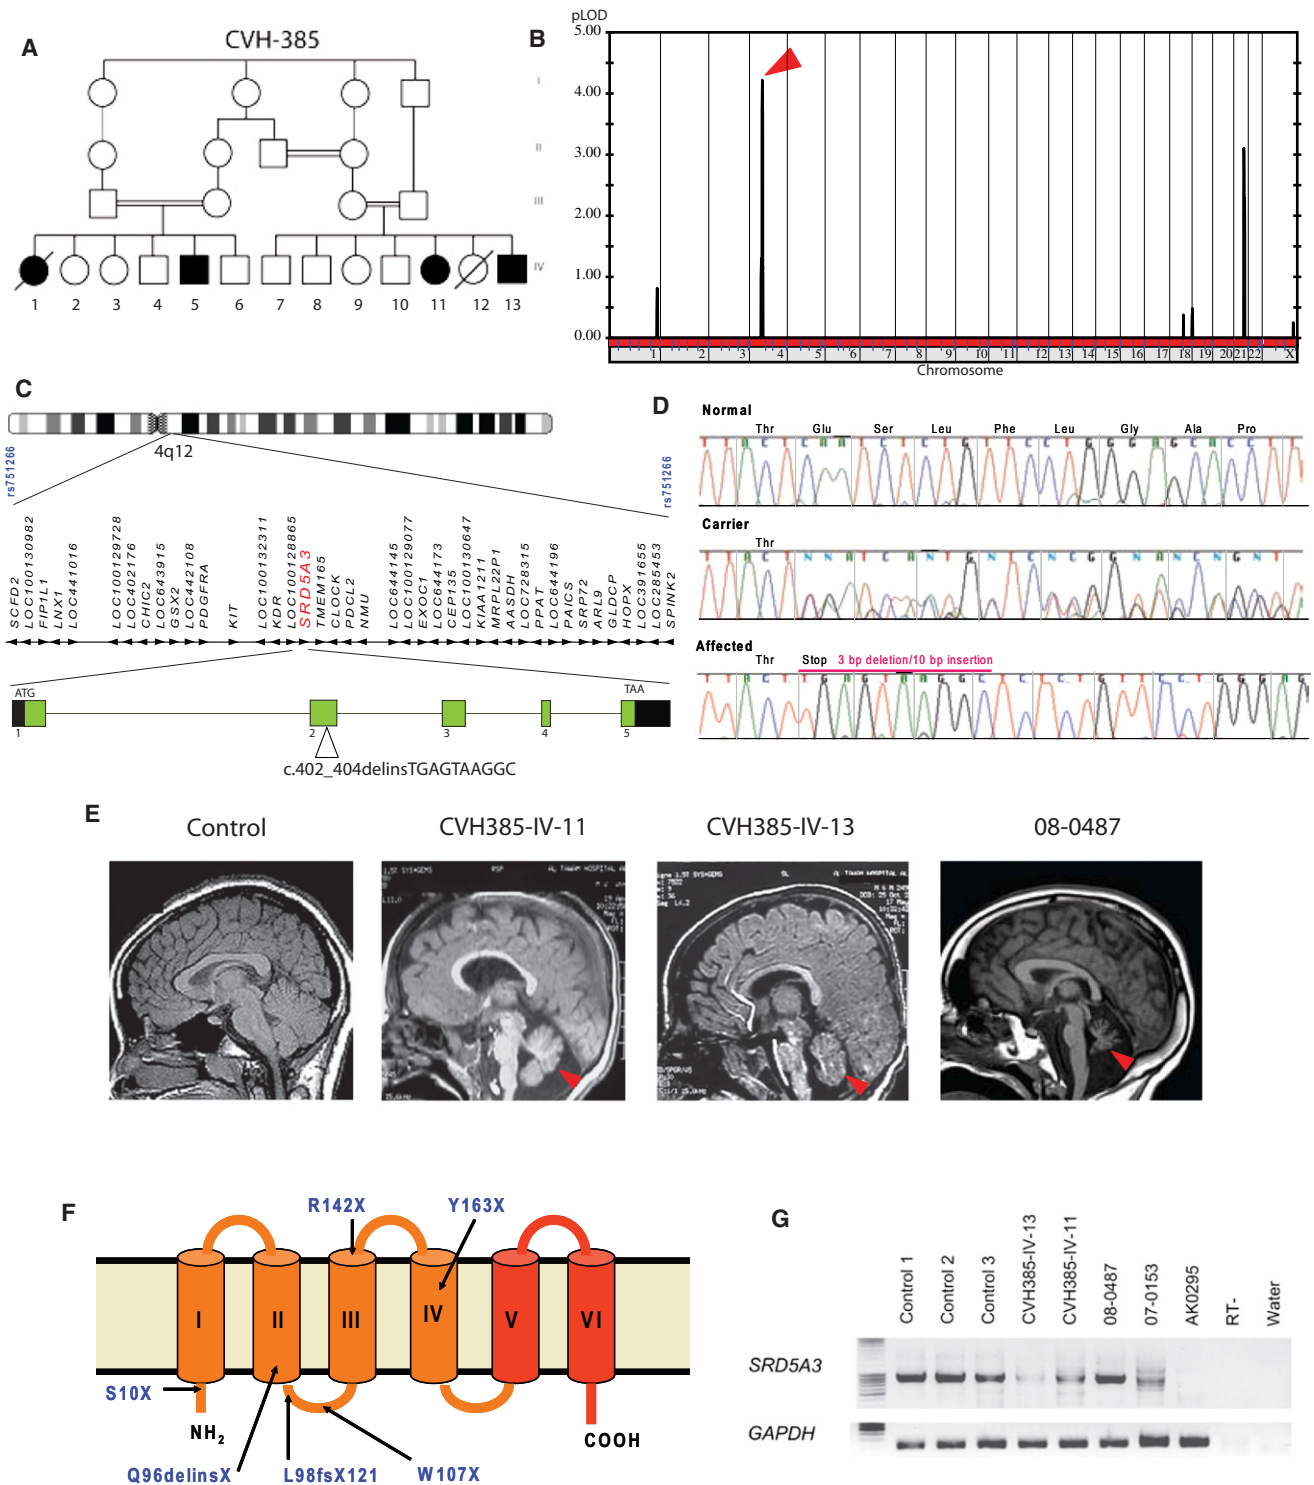 A
CVH-385
I
II
III
IV
1 2 3 4 5 6 7 8 9 10 11 12 13
B
pLOD
5.00
4.00
3.00
2.00
1.00
0.00
1 2 3 4 5 6 7 8 9 10 11 12 13 14 15 16 17 18 19 20 21 22 X
Chromosome
C
4q12
rs751266
rs751266
SCFD2
LOC100130982
FIP1L1
LNX1
LOC441016
LOC100129728
LOC402176
CHIC2
LOC643915
GSX2
LOC442108
PDGFRA
KIT
LOC100132311
KDR
LOC100128865
SRD5A3
TMEM165
CLOCK
PDCL2
NMU
LOC644145
LOC100129077
EXOC1
LOC644173
CEP135
LOC100130647
KIAA1211
MRPL22P1
AASDH
LOC728315
PPAT
LOC644196
PAICS
SRP72
ARL9
GLDCP
HOPX
LOC391655
LOC285453
SPINK2
ATG
TAA
1 2 3 4 5
c.402_404delinsTGAGTAAGGC
D
Normal
Thr Glu Ser Leu Phe Leu Gly Ala Pro
T T A C T C A A T C T C T G T T C C T G G G A G C A C C T T
Carrier
Thr
T T A C T N N A T C A N T G N T C N C G N A N C N G N T
Affected
Thr Stop 3 bp deletion/10 bp insertion
T T A C T T G A G T A A G G C T C T C T G T T C C T G G G A G
E
Control
CVH385-IV-11
CVH385-IV-13
08-0487
F
R142X
Y163X
I II III IV V VI
S10X
NH2
COOH
Q96delinsX
L98fsX121
W107X
G
Control 1
Control 2
Control 3
CVH385-IV-13
CVH385-IV-11
08-0487
07-0153
AK0295
RT-
Water
SRD5A3
GAPDH